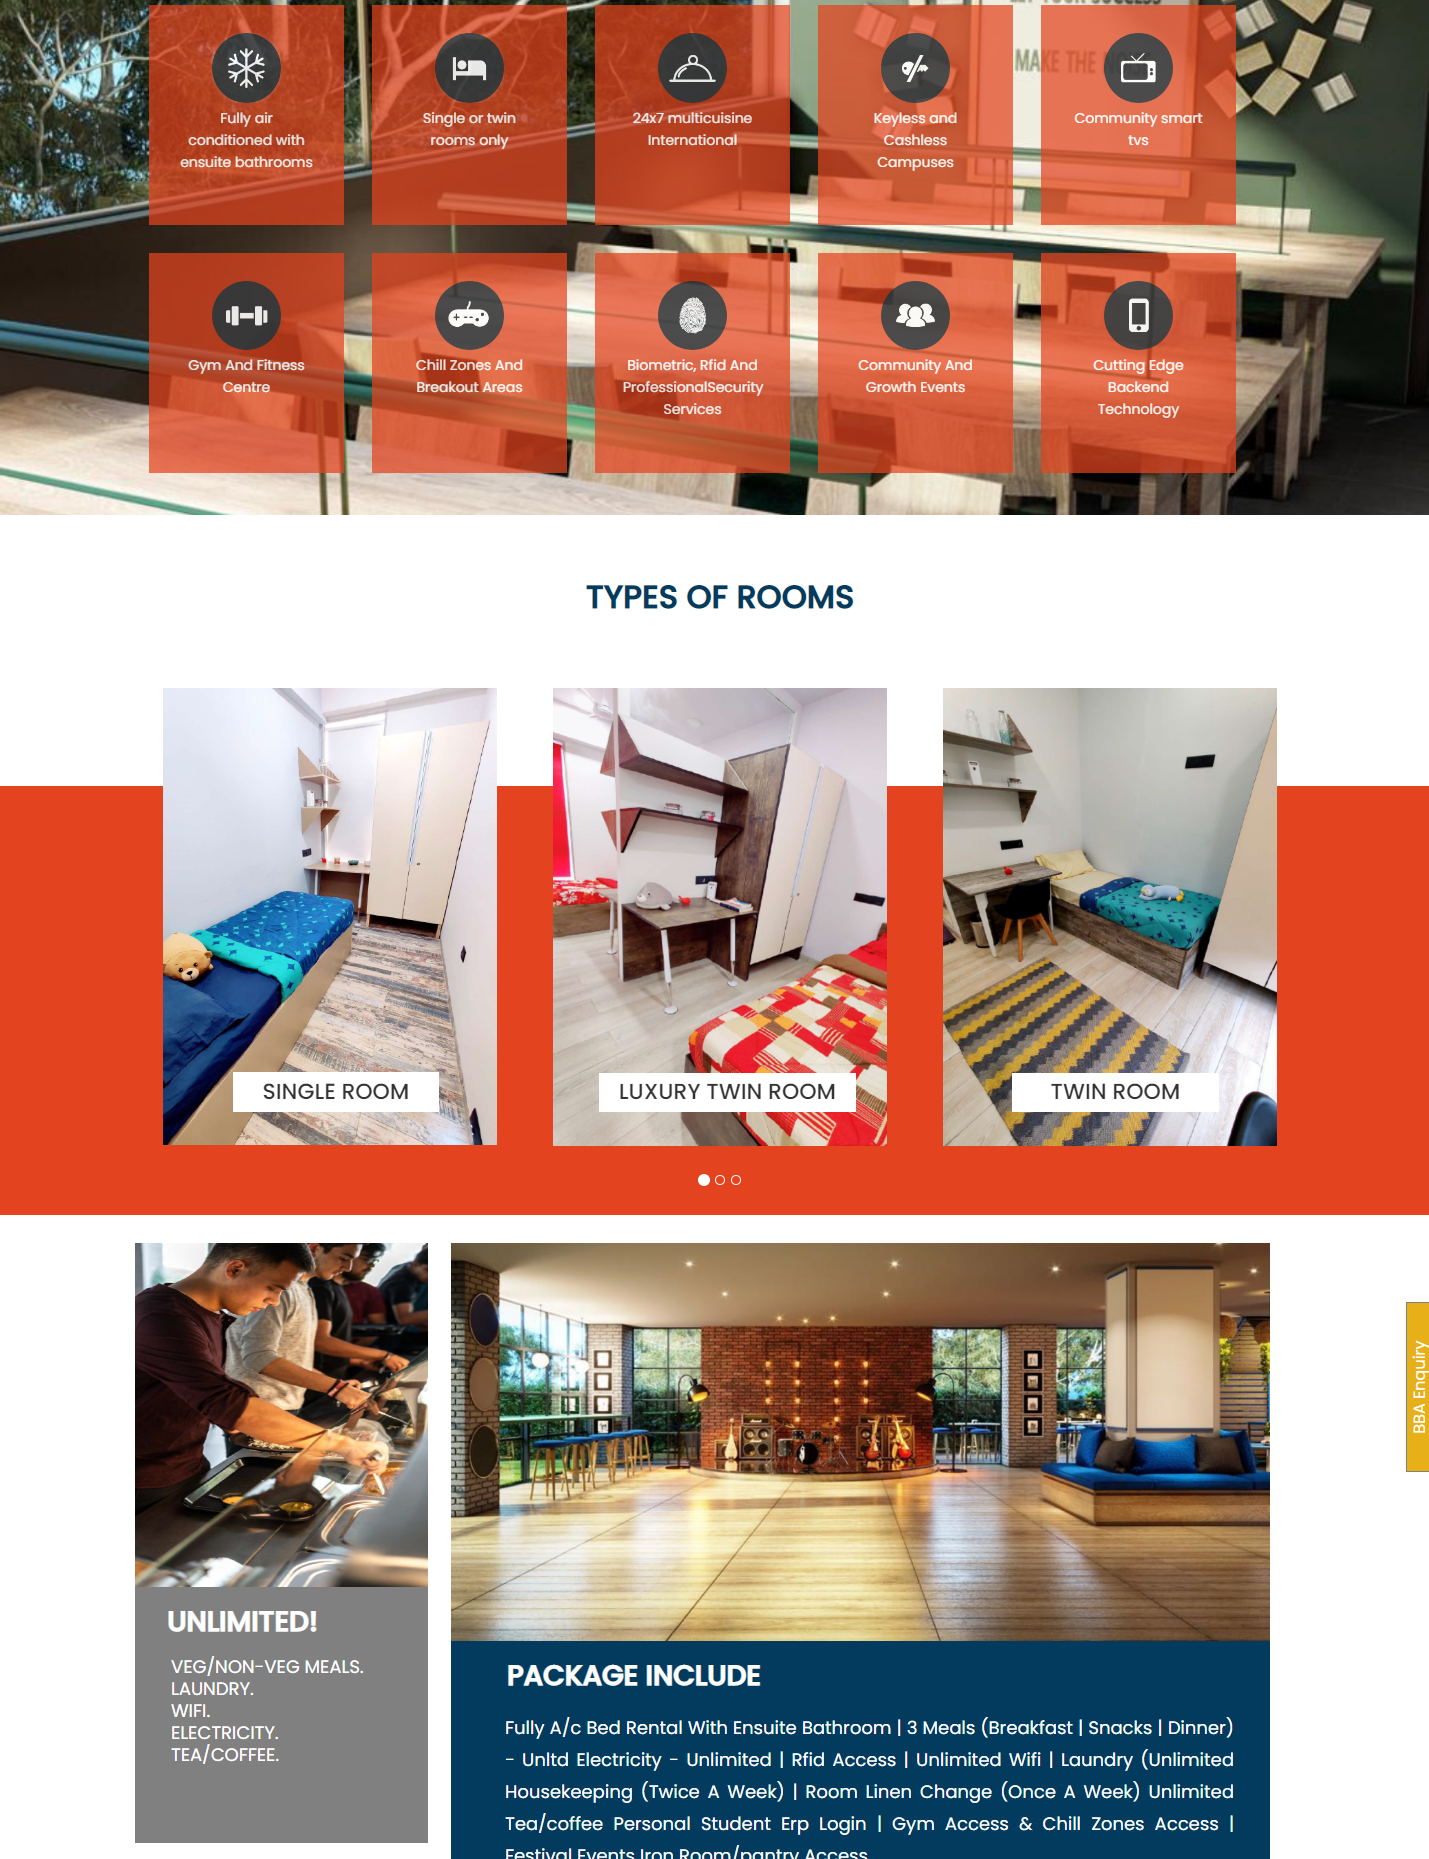 MAKE THE
Fully air
conditioned with
ensuite bathrooms
Single or twin
rooms only
24x7 multicuisine
International
Keyless and
Cashless
Campuses
Community smart
tvs
Gym And Fitness
Centre
Chill Zones And
Breakout Areas
Biometric, Rfid And
ProfessionalSecurity
Services
Community And
Growth Events
Cutting Edge
Backend
Technology
TYPES OF ROOMS
SINGLE ROOM
LUXURY TWIN ROOM
TWIN ROOM
BBA Enquiry
UNLIMITED!
VEG/NON-VEG MEALS.
LAUNDRY.
WIFI.
ELECTRICITY.
TEA/COFFEE.
PACKAGE INCLUDE
Fully A/c Bed Rental With Ensuite Bathroom | 3 Meals (Breakfast | Snacks | Dinner)
- Unltd Electricity - Unlimited | Rfid Access | Unlimited Wifi | Laundry (Unlimited
Housekeeping (Twice A Week) | Room Linen Change (Once A Week) Unlimited
Tea/coffee Personal Student Erp Login | Gym Access & Chill Zones Access |
Festival Events Iron Room/pantry Access